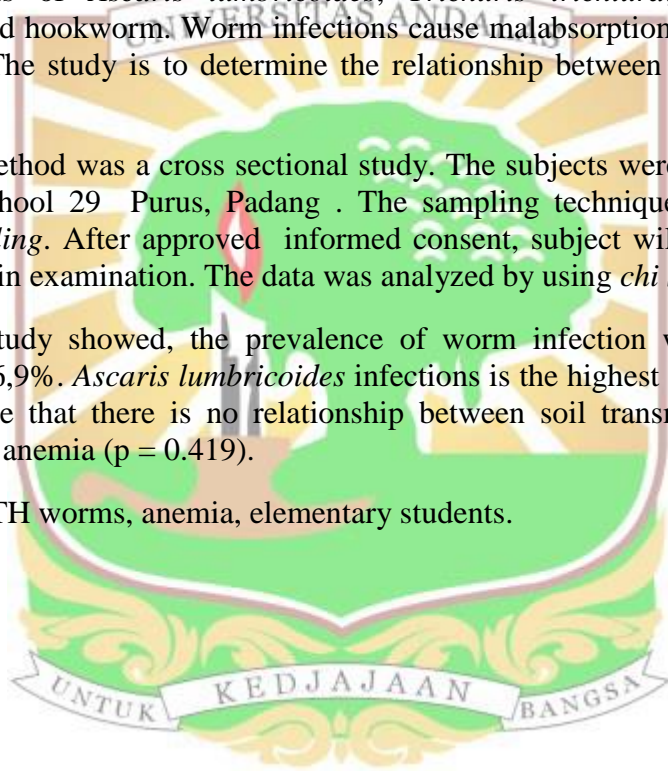 of Ascaris lumbricoides,
UNIVERSITAS ANDALAS
d hookworm. Worm infections cause malabsorption
The study is to determine the relationship between
ethod was a cross sectional study. The subjects were
hool 29 Purus, Padang . The sampling technique
ling. After approved informed consent, subject wil
in examination. The data was analyzed by using chi
tudy showed, the prevalence of worm infection w
6,9%. Ascaris lumbricoides infections is the highest
e that there is no relationship between soil transm
anemia (p = 0.419).
TH worms, anemia, elementary students.
UNTUK KEDJAJAAN BANGSA